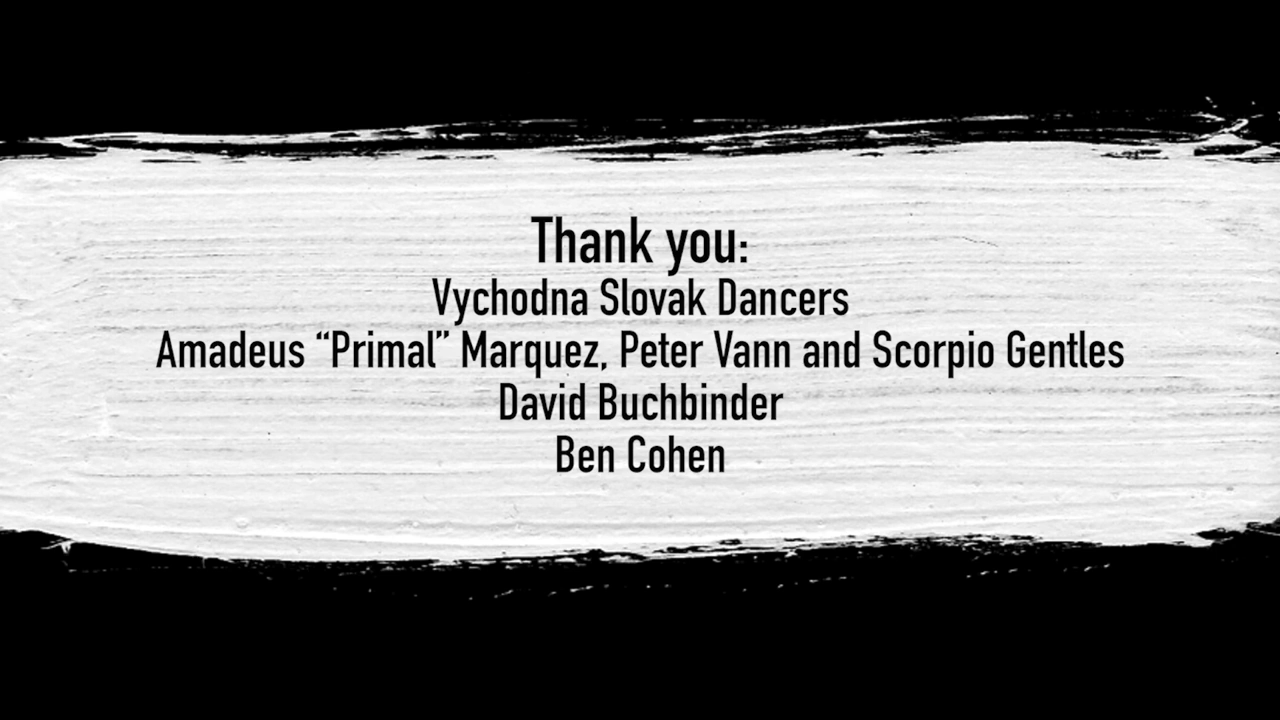 Thank you:
Vychodna Slovak Dancers
Amadeus “Primal” Marquez, Peter Vann and Scorpio Gentles
David Buchbinder
Ben Cohen